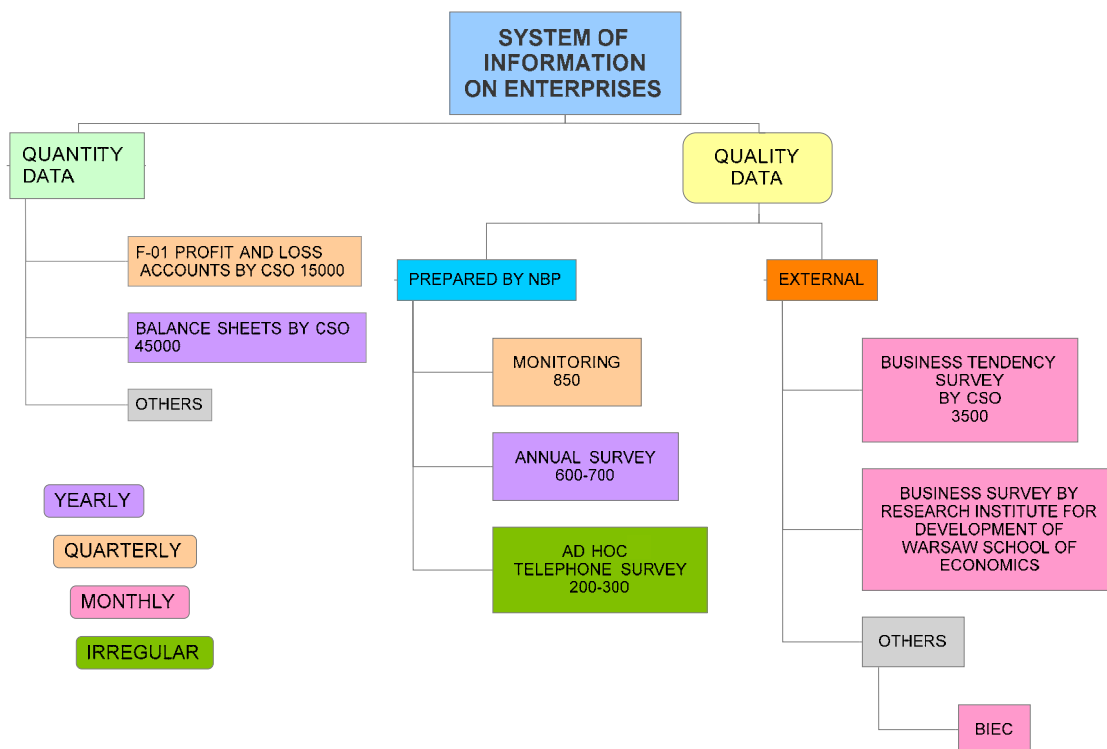 SYSTEM OF
INFORMATION
ON ENTERPRISES
QUANTITY
DATA
QUALITY
DATA
F-01 PROFIT AND LOSS
ACCOUNTS BY CSO 15000
BALANCE SHEETS BY CSO
45000
OTHERS
PREPARED BY NBP
EXTERNAL
MONITORING
850
ANNUAL SURVEY
600-700
AD HOC
TELEPHONE SURVEY
200-300
BUSINESS TENDENCY
SURVEY
BY CSO
3500
BUSINESS SURVEY BY
RESEARCH INSTITUTE FOR
DEVELOPMENT OF
WARSAW SCHOOL OF
ECONOMICS
OTHERS
BIEC
YEARLY
QUARTERLY
MONTHLY
IRREGULAR